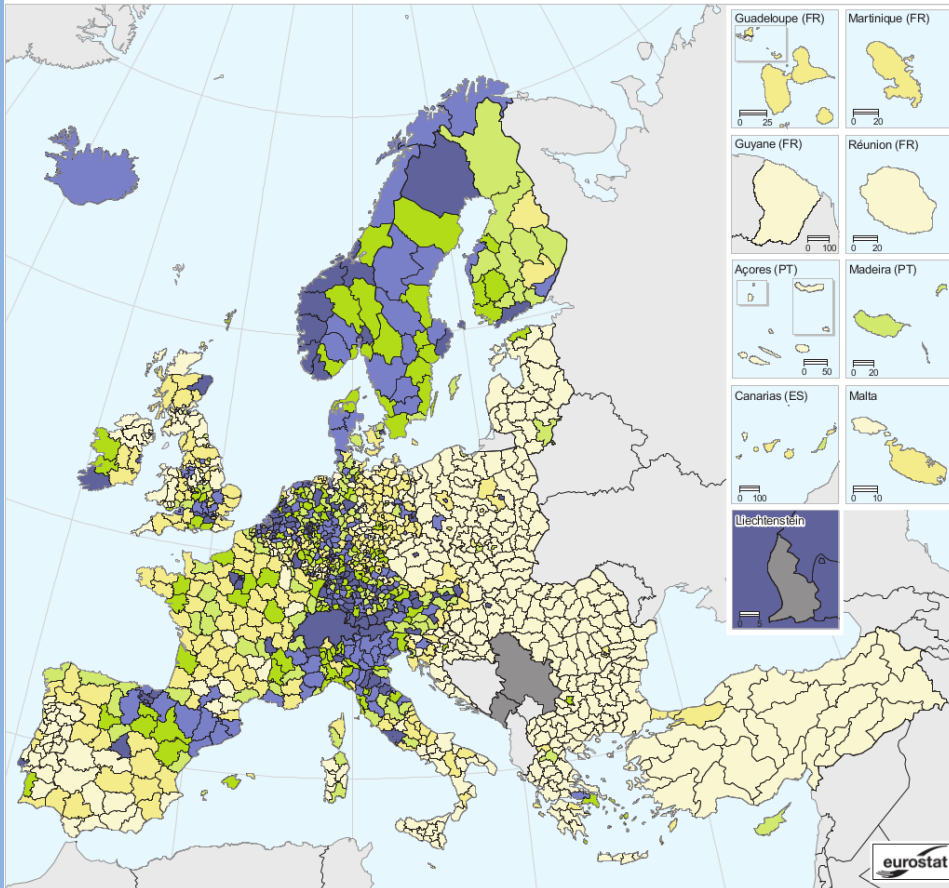 Guadeloupe (FR)
0 25
Martinique (FR)
0 20
Guyane (FR)
0 100
Réunion (FR)
0 20
Açores (PT)
0 50
Madeira (PT)
0 20
Canarias (ES)
0 100
Malta
0 10
Liechtenstein
0 5
eurostat